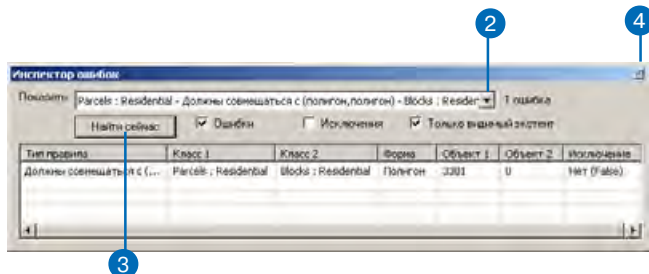 2
4
Инспектор ошибок
Показать: Parcels : Residential - Должны совмещаться с (полигон,полигон) - Blocks : Resider 1 ошибка
Найти сейчас Ошибки Исключения Только видимый экстент
Тип правила Класс 1 Класс 2 Форма Объект 1 Объект 2 Исключение
Должны совмещаться с (... Parcels : Residential Blocks : Residential Полигон 3301 0 Нет (False)
3